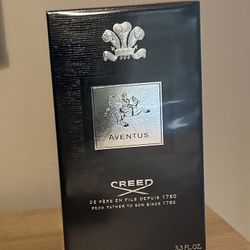 AVENTUS
CREED
DE PÈRE EN FILS DEPUIS 1760
FROM FATHER TO SON SINCE 1760
3.3 FL.OZ.